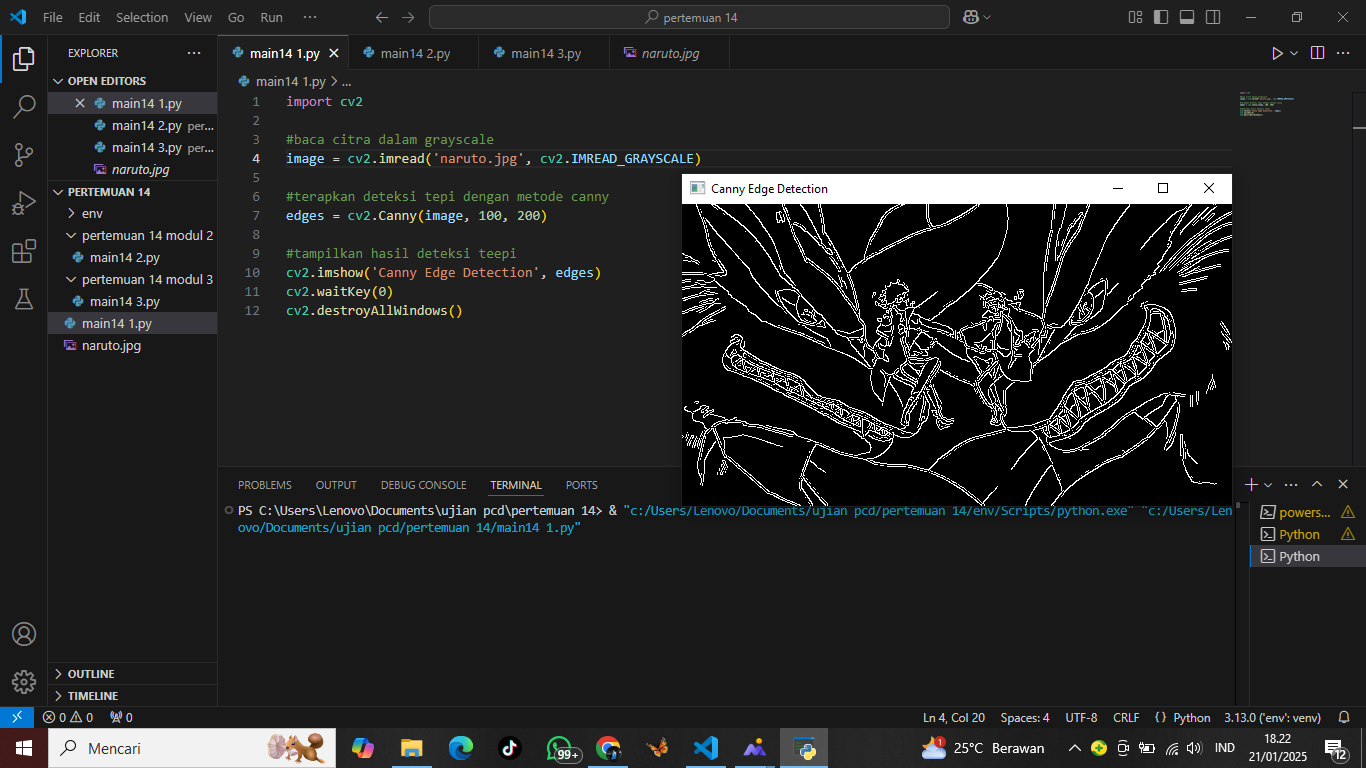 File Edit Selection View Go Run ···
pertemuan 14
EXPLORER ···
OPEN EDITORS
main14 1.py
main14 2.py per...
main14 3.py per...
naruto.jpg
PERTEMUAN 14
env
pertemuan 14 modul 2
main14 2.py
pertemuan 14 modul 3
main14 3.py
main14 1.py
naruto.jpg
OUTLINE
TIMELINE
main14 1.py main14 2.py main14 3.py naruto.jpg
main14 1.py > ...
1 import cv2
2
3 #baca citra dalam grayscale
4 image = cv2.imread('naruto.jpg', cv2.IMREAD_GRAYSCALE)
5
6 #terapkan deteksi tepi dengan metode canny
7 edges = cv2.Canny(image, 100, 200)
8
9 #tampilkan hasil deteksi teepi
10 cv2.imshow('Canny Edge Detection', edges)
11 cv2.waitKey(0)
12 cv2.destroyAllWindows()
Canny Edge Detection
PROBLEMS OUTPUT DEBUG CONSOLE TERMINAL PORTS
PS C:\Users\Lenovo\Documents\ujian pcd\pertemuan 14> & "c:/Users/Lenovo/Documents/ujian pcd/pertemuan 14/env/Scripts/python.exe" "c:/Users/Len
ovo/Documents/ujian pcd/pertemuan 14/main14 1.py"
powers...
Python
Python
0 0 0 Ln 4, Col 20 Spaces: 4 UTF-8 CRLF {} Python 3.13.0 ('env': venv)
Mencari
99+
1 25°C Berawan IND
18.22
21/01/2025
12